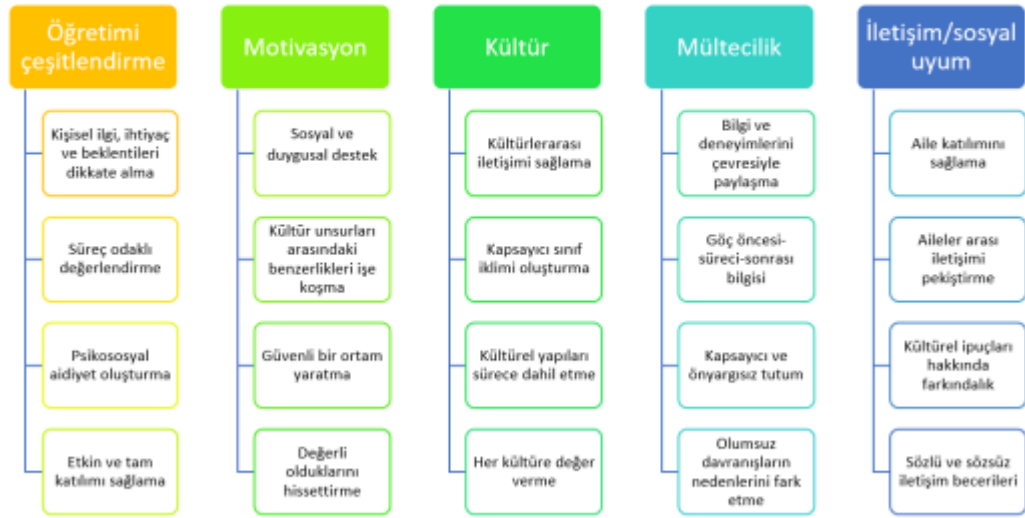 Öğretimi
çeşitlendirme
Kişisel ilgi, ihtiyaç
ve beklentileri
dikkate alma
Süreç odaklı
değerlendirme
Psikososyal
aidiyet oluşturma
Etkin ve tam
katılımı sağlama
Motivasyon
Sosyal ve
duygusal destek
Kültür unsurları
arasındaki
benzerlikleri işe
koşma
Güvenli bir ortam
yaratma
Değerli
olduklarını
hissettirme
Kültür
Kültürlerarası
iletişimi sağlama
Kapsayıcı sınıf
iklimi oluşturma
Kültürel yapıları
sürece dahil etme
Her kültüre değer
verme
Mültecilik
Bilgi ve
deneyimlerini
çevresiyle
paylaşma
Göç öncesi-
süreci-sonrası
bilgisi
Kapsayıcı ve
önyargısız tutum
Olumsuz
davranışların
nedenlerini fark
etme
İletişim/sosyal
uyum
Aile katılımını
sağlama
Aileler arası
iletişimi
pekiştirme
Kültürel ipuçları
hakkında
farkındalık
Sözlü ve sözsüz
iletişim becerileri